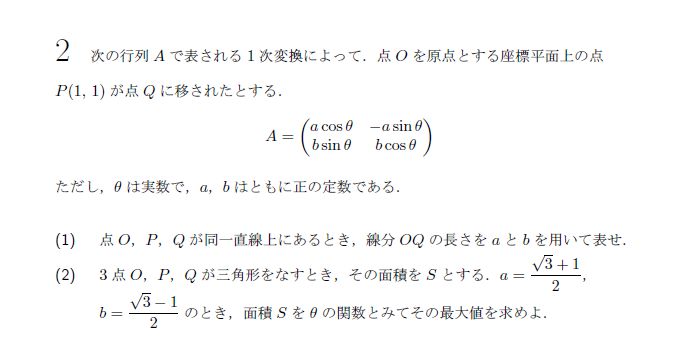 2 次の行列 A で表される 1 次変換によって．点 O を原点とする座標平面上の点
P(1, 1) が点 Q に移されたとする．
A = \begin{pmatrix} a\cos\theta & -a\sin\theta \\ b\sin\theta & b\cos\theta \end{pmatrix}
ただし，θ は実数で，a，b はともに正の定数である．
(1) 点 O，P，Q が同一直線上にあるとき，線分 OQ の長さを a と b を用いて表せ．
(2) 3 点 O，P，Q が三角形をなすとき，その面積を S とする．a = \frac{\sqrt{3}+1}{2}，
b = \frac{\sqrt{3}-1}{2} のとき，面積 S を θ の関数とみてその最大値を求めよ．